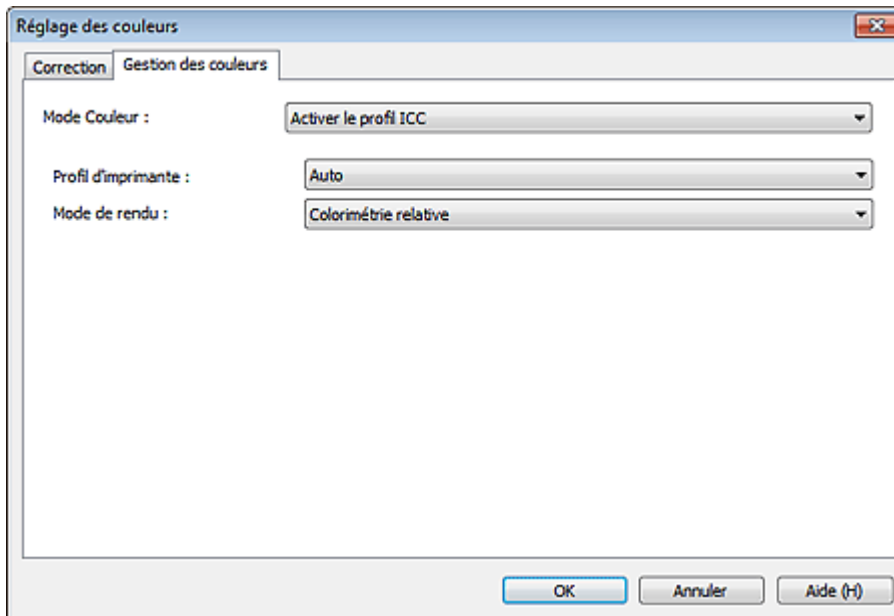 Réglage des couleurs
Correction
Gestion des couleurs
Mode Couleur :
Activer le profil ICC
Profil d'imprimante :
Auto
Mode de rendu :
Colorimétrie relative
OK
Annuler
Aide (H)